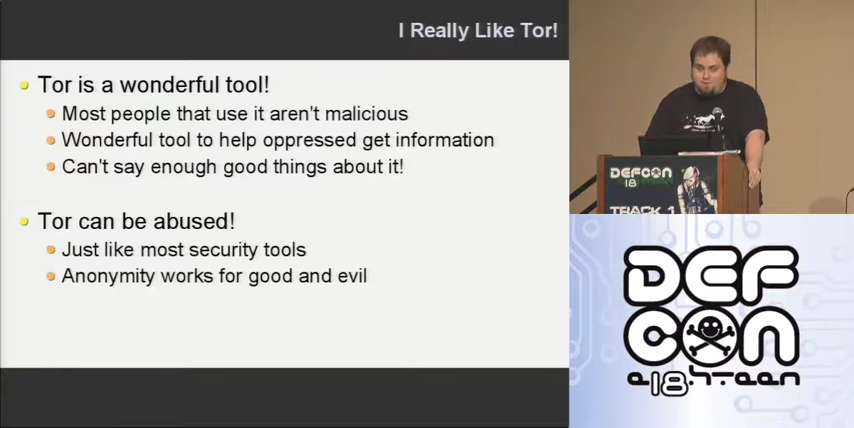 I Really Like Tor!
Tor is a wonderful tool!
Most people that use it aren't malicious
Wonderful tool to help oppressed get information
Can't say enough good things about it!
Tor can be abused!
Just like most security tools
Anonymity works for good and evil
DEFCON
18
TRACK 1
DEF
CON
e18hteen